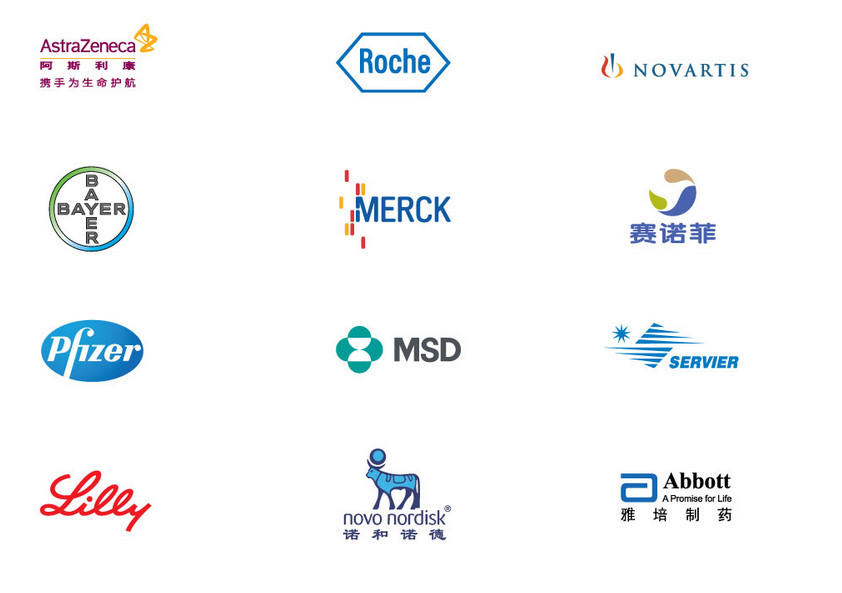 AstraZeneca
阿斯利康
携手为生命护航
Roche
NOVARTIS
BAYER
BAYER
MERCK
赛诺菲
Pfizer
MSD
SERVIER
Lilly
novo nordisk®
诺和诺德
a Abbott
A Promise for Life
雅培制药